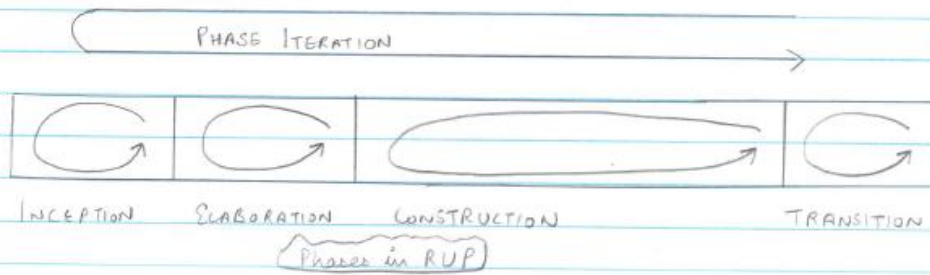 PHASE ITERATION
INCEPTION ELABORATION CONSTRUCTION TRANSITION
Phases in RUP